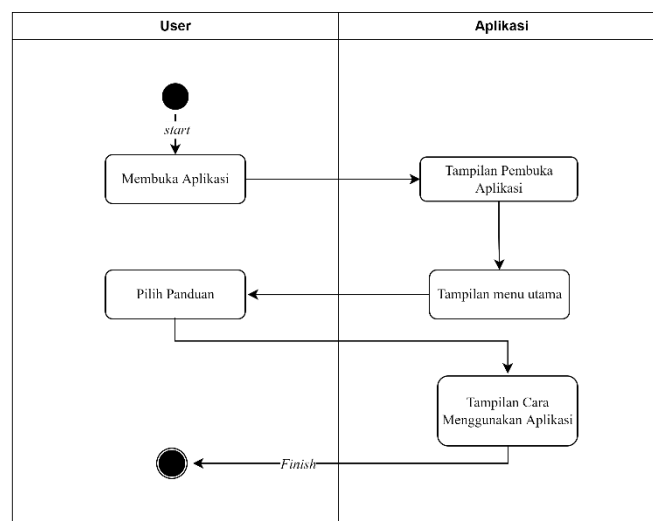 User
Aplikasi
start
Membuka Aplikasi
Tampilan Pembuka
Aplikasi
Pilih Panduan
Tampilan menu utama
Tampilan Cara
Menggunakan Aplikasi
Finish